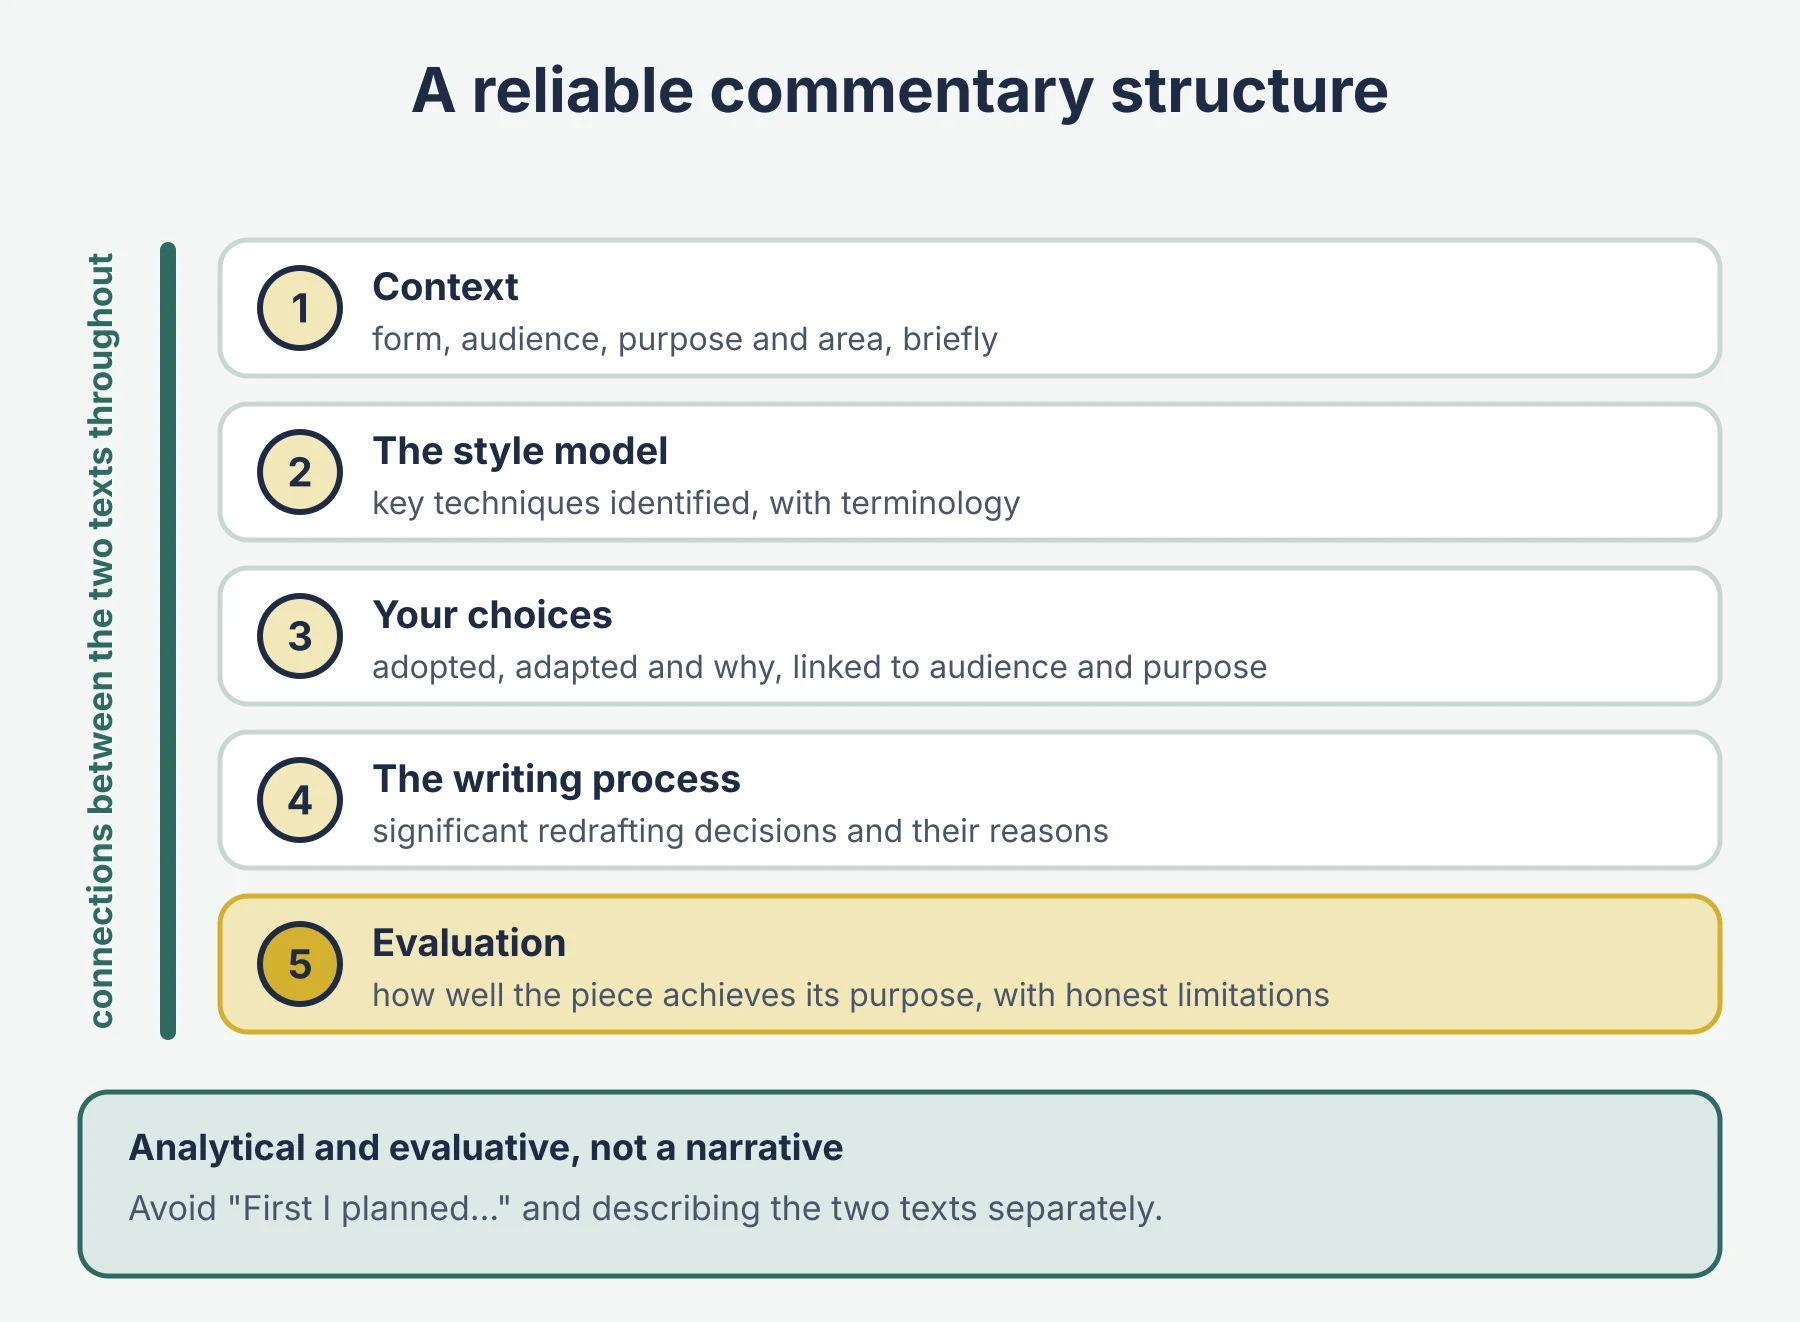 A reliable commentary structure
connections between the two texts throughout
1
Context
form, audience, purpose and area, briefly
2
The style model
key techniques identified, with terminology
3
Your choices
adopted, adapted and why, linked to audience and purpose
4
The writing process
significant redrafting decisions and their reasons
5
Evaluation
how well the piece achieves its purpose, with honest limitations
Analytical and evaluative, not a narrative
Avoid "First I planned..." and describing the two texts separately.